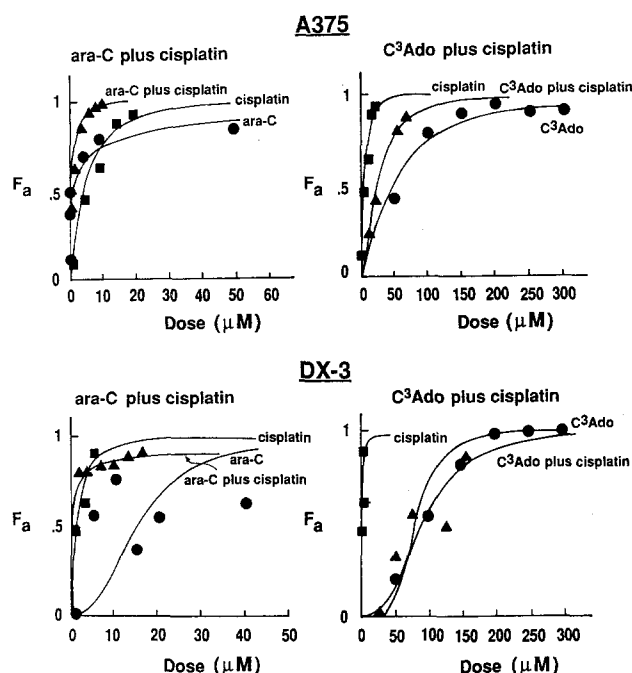 A375
ara-C plus cisplatin
ara-C plus cisplatin
cisplatin
ara-C
1
.5
0
Fa
0 10 20 30 40 50 60
Dose (μM)
C³Ado plus cisplatin
cisplatin
C³Ado plus cisplatin
C³Ado
1
.5
0
Fa
0 50 100 150 200 250 300
Dose (μM)
DX-3
ara-C plus cisplatin
cisplatin
ara-C
ara-C plus cisplatin
1
.5
0
Fa
0 10 20 30 40 50
Dose (μM)
C³Ado plus cisplatin
cisplatin
C³Ado
C³Ado plus cisplatin
1
.5
0
Fa
0 50 100 150 200 250 300
Dose (μM)